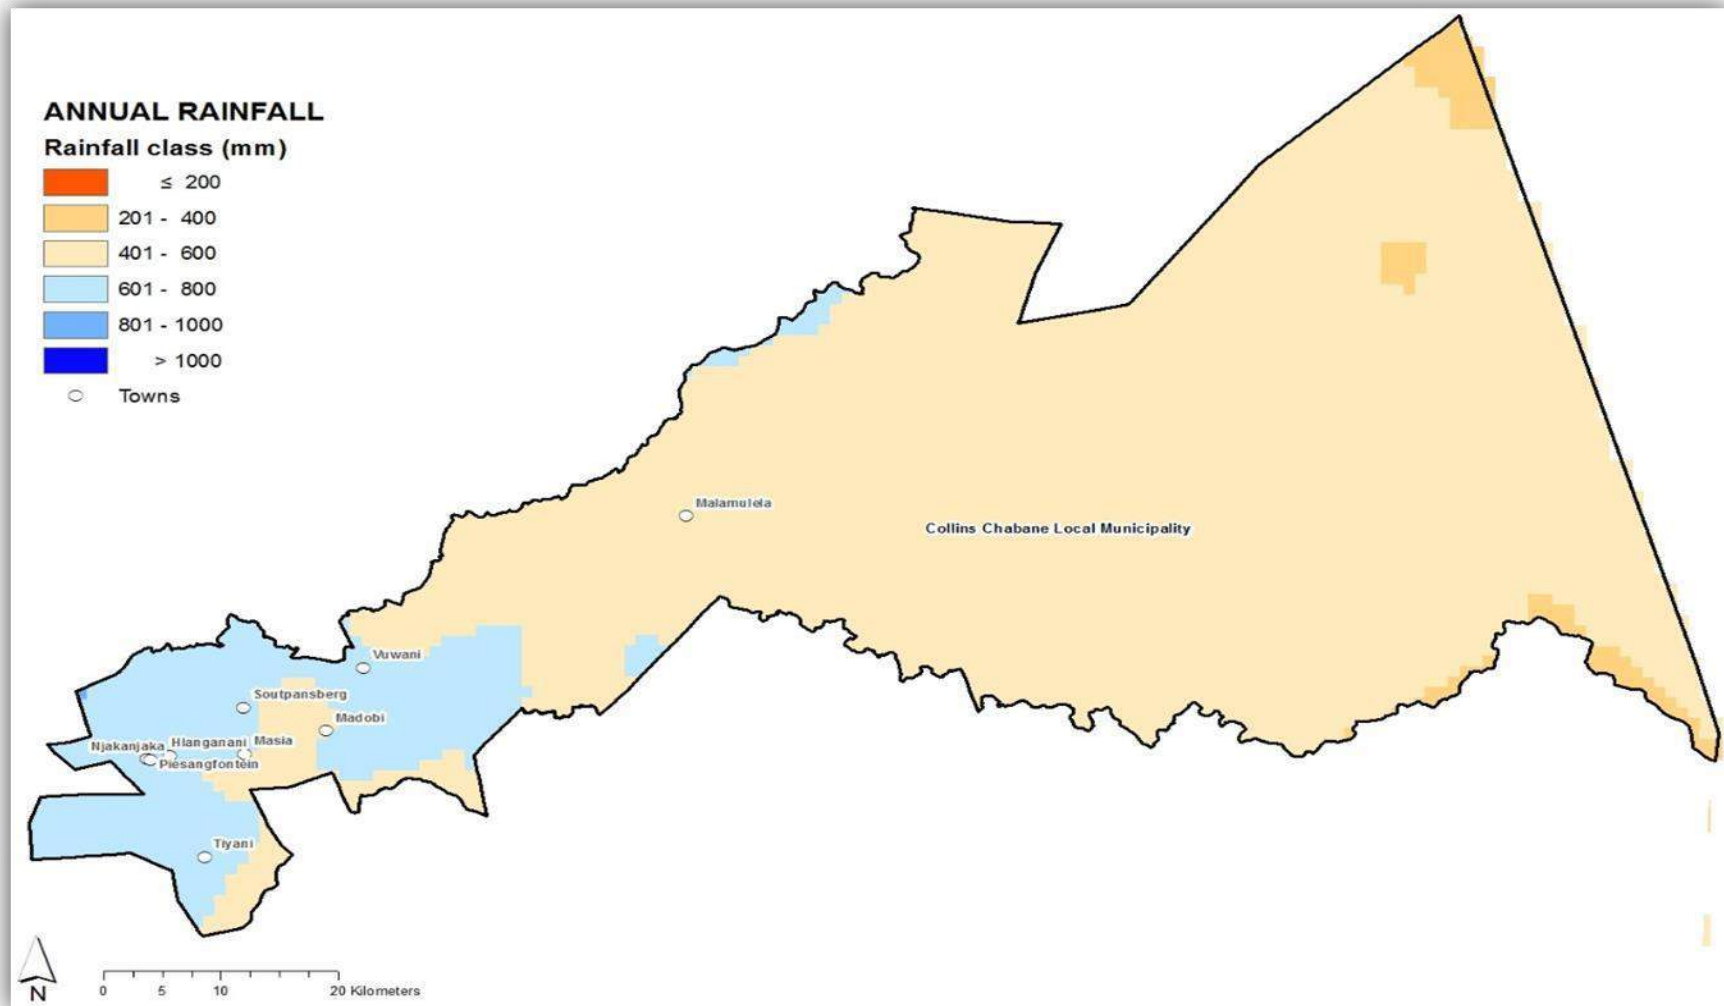 ANNUAL RAINFALL
Rainfall class (mm)
≤ 200
201 - 400
401 - 600
601 - 800
801 - 1000
> 1000
Towns
Malamulela
Collins Chabane Local Municipality
Vuwani
Soutpansberg
Madobi
Njakanjaka Hlanganani Masia
Piesangfontein
Tiyani
N
0 5 10 20 Kilometers